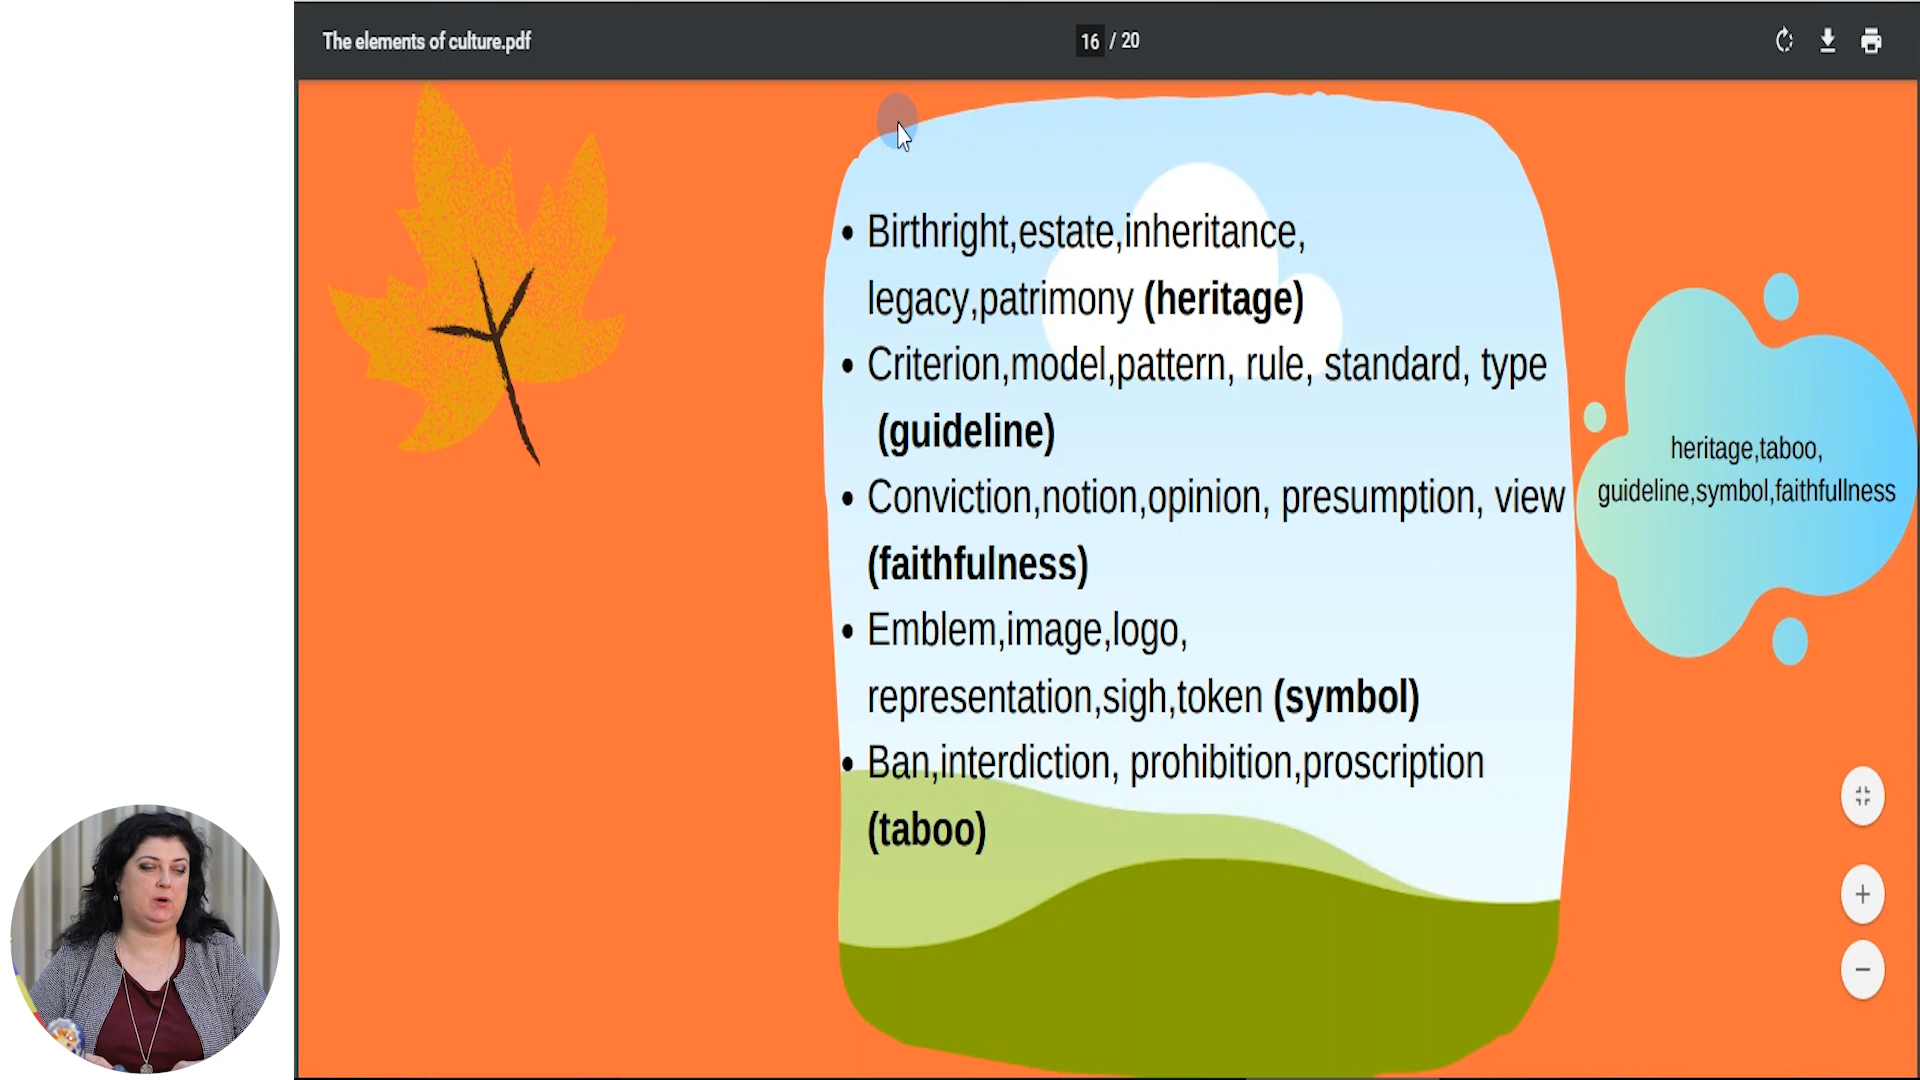 The elements of culture.pdf
16 / 20
• Birthright,estate,inheritance,
legacy,patrimony (heritage)
• Criterion,model,pattern, rule, standard, type
(guideline)
• Conviction,notion,opinion, presumption, view
(faithfulness)
• Emblem,image,logo,
representation,sigh,token (symbol)
• Ban,interdiction, prohibition,proscription
(taboo)
heritage,taboo,
guideline,symbol,faithfullness